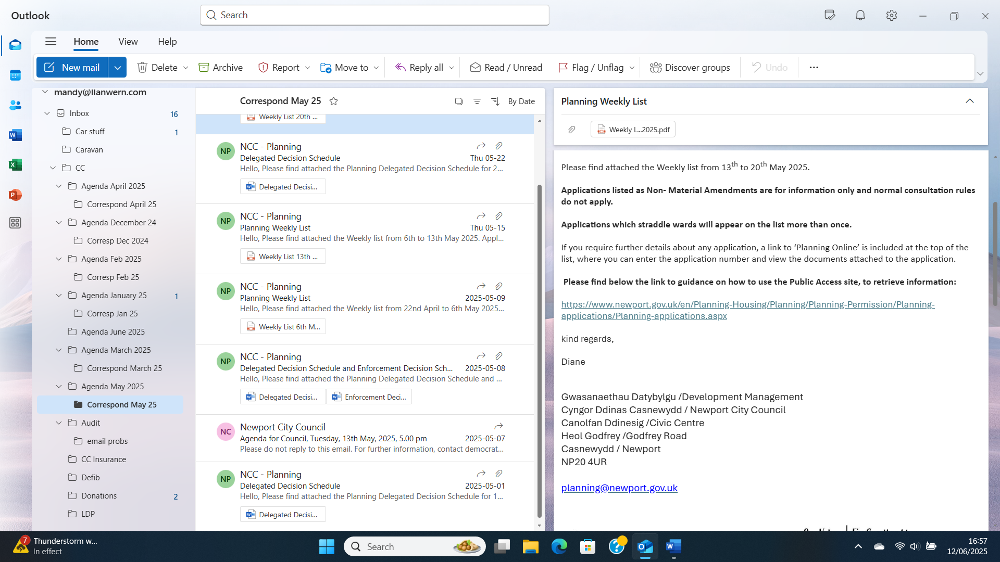 Outlook
Search
Home
View
Help
New mail
Delete
Archive
Report
Move to
Reply all
Read / Unread
Flag / Unflag
Discover groups
Undo
mandy@llanwern.com
Inbox 16
Car stuff 1
Caravan
CC
Agenda April 2025
Correspond April 25
Agenda December 24
Corresp Dec 2024
Agenda Feb 2025
Corresp Feb 25
Agenda January 25 1
Corresp Jan 25
Agenda June 2025
Agenda March 2025
Correspond March 25
Agenda May 2025
Correspond May 25
Audit
email probs
CC Insurance
Defib
Donations 2
LDP
Correspond May 25
By Date
Weekly List 20th ...
NP
NCC - Planning
Delegated Decision Schedule Thu 05-22
Hello, Please find attached the Planning Delegated Decision Schedule for 2...
Delegated Decisi...
NP
NCC - Planning
Planning Weekly List Thu 05-15
Hello, Please find attached the Weekly list from 6th to 13th May 2025. Appl...
Weekly List 13th ...
NP
NCC - Planning
Planning Weekly List 2025-05-09
Hello, Please find attached the Weekly list from 22nd April to 6th May 2025...
Weekly List 6th M...
NP
NCC - Planning
Delegated Decision Schedule and Enforcement Decision Sch... 2025-05-08
Hello, Please find attached the Planning Delegated Decision Schedule and ...
Delegated Decisi... Enforcement Deci...
NC
Newport City Council
Agenda for Council, Tuesday, 13th May, 2025, 5.00 pm 2025-05-07
Please do not reply to this email. For further information, contact democrat...
NP
NCC - Planning
Delegated Decision Schedule 2025-05-01
Hello, Please find attached the Planning Delegated Decision Schedule for 1...
Delegated Decisi...
Planning Weekly List
Weekly L...2025.pdf
Please find attached the Weekly list from 13th to 20th May 2025.
Applications listed as Non- Material Amendments are for information only and normal consultation rules
do not apply.
Applications which straddle wards will appear on the list more than once.
If you require further details about any application, a link to ‘Planning Online’ is included at the top of the
list, where you can enter the application number and view the documents attached to the application.
Please find below the link to guidance on how to use the Public Access site, to retrieve information:
https://www.newport.gov.uk/en/Planning-Housing/Planning/Planning-Permission/Planning-
applications/Planning-applications.aspx
kind regards,
Diane
Gwasanaethau Datybylgu /Development Management
Cyngor Ddinas Casnewydd / Newport City Council
Canolfan Ddinesig /Civic Centre
Heol Godfrey /Godfrey Road
Casnewydd / Newport
NP20 4UR
planning@newport.gov.uk
7
Thunderstorm w...
In effect
Search
16:57
12/06/2025